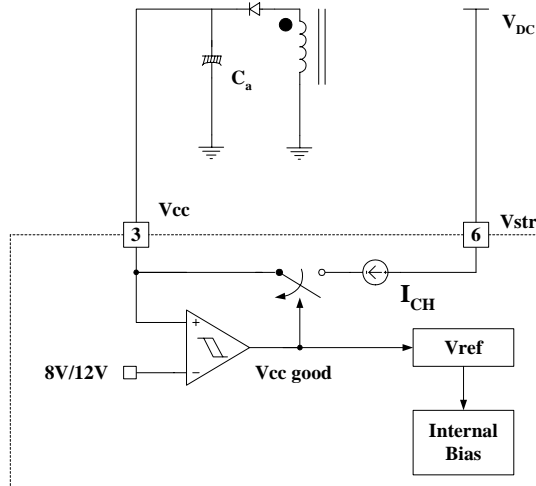 V_DC
C_a
Vcc
Vstr
3
6
I_CH
+
8V/12V
−
Vcc good
Vref
Internal
Bias